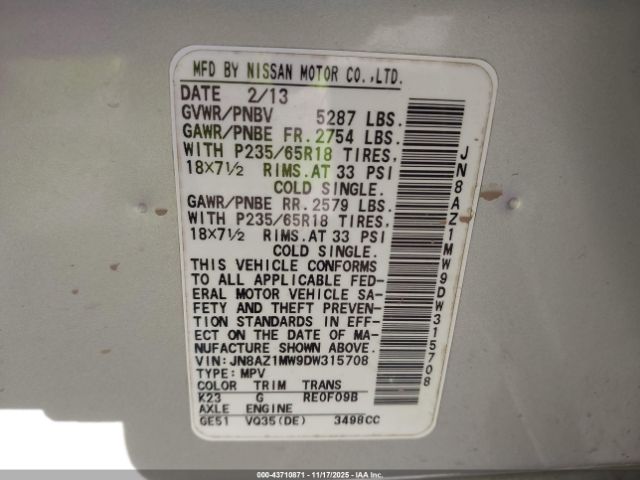 MFD BY NISSAN MOTOR CO.,LTD.
DATE 2/13
GVWR/PNBV 5287 LBS.
GAWR/PNBE FR.2754 LBS.
WITH P235/65R18 TIRES,
18×7½ RIMS.AT 33 PSI
COLD SINGLE.
GAWR/PNBE RR.2579 LBS.
WITH P235/65R18 TIRES,
18×7½ RIMS.AT 33 PSI
COLD SINGLE.
THIS VEHICLE CONFORMS
TO ALL APPLICABLE FED-
ERAL MOTOR VEHICLE SA-
FETY AND THEFT PREVEN-
TION STANDARDS IN EFF-
ECT ON THE DATE OF MA-
NUFACTURE SHOWN ABOVE.
VIN: JN8AZ1MW9DW315708
TYPE: MPV
COLOR TRIM TRANS
K23 G RE0F09B
AXLE ENGINE
GE51 VQ35(DE) 3498CC
JN8AZ1MW9DW315708
000-43710871 - 11/17/2025 - IAAI.COM